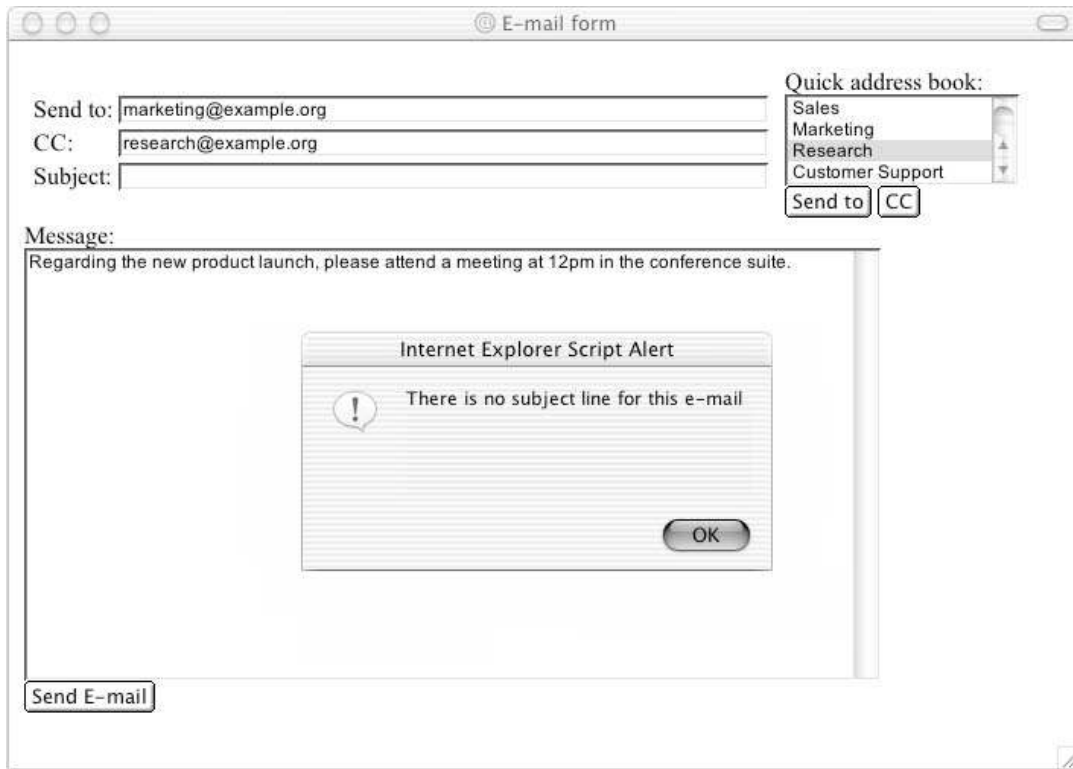 @ E-mail form
Quick address book:
Send to: marketing@example.org
CC: research@example.org
Subject:
Sales
Marketing
Research
Customer Support
Send to CC
Message:
Regarding the new product launch, please attend a meeting at 12pm in the conference suite.
Internet Explorer Script Alert
!
There is no subject line for this e-mail
OK
Send E-mail